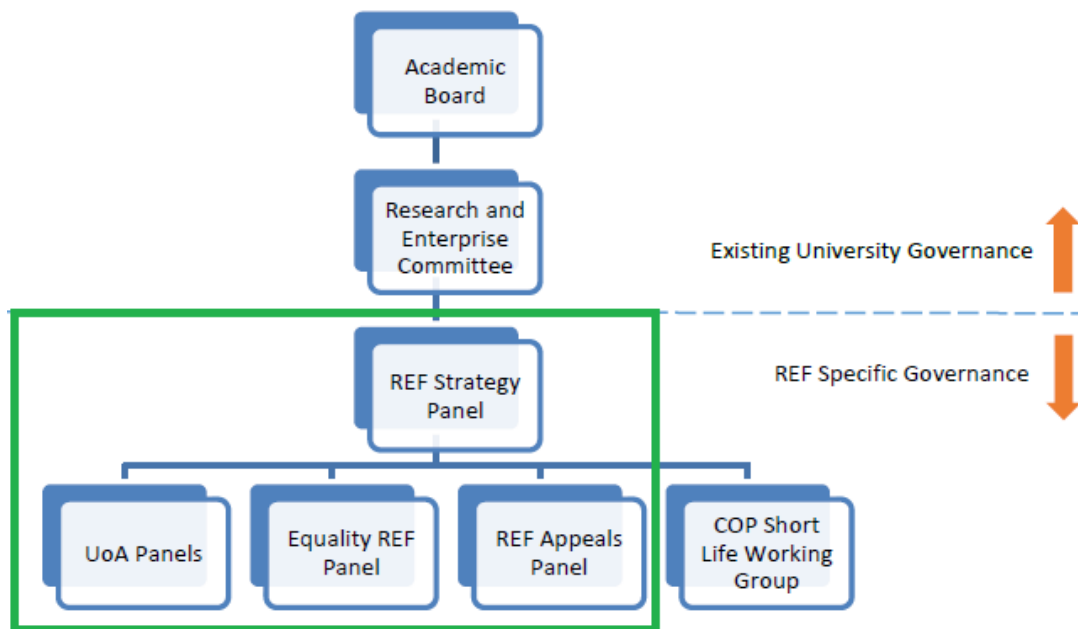 Academic
Board
Research and
Enterprise
Committee
Existing University Governance
REF Strategy
Panel
REF Specific Governance
UoA Panels
Equality REF
Panel
REF Appeals
Panel
COP Short
Life Working
Group